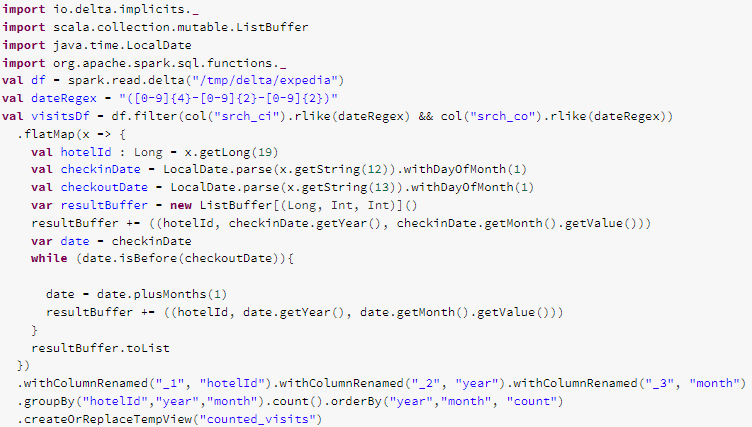 import io.delta.implicits._
import scala.collection.mutable.ListBuffer
import java.time.LocalDate
import org.apache.spark.sql.functions._
val df = spark.read.delta("/tmp/delta/expedia")
val dateRegex = "([0-9]{4}-[0-9]{2}-[0-9]{2})"
val visitsDf = df.filter(col("srch_ci").rlike(dateRegex) && col("srch_co").rlike(dateRegex))
  .flatMap(x => {
    val hotelId : Long = x.getLong(19)
    val checkinDate = LocalDate.parse(x.getString(12)).withDayOfMonth(1)
    val checkoutDate = LocalDate.parse(x.getString(13)).withDayOfMonth(1)
    var resultBuffer = new ListBuffer[(Long, Int, Int)]()
    resultBuffer += ((hotelId, checkinDate.getYear(), checkinDate.getMonth().getValue()))
    var date = checkinDate
    while (date.isBefore(checkoutDate)){
      date = date.plusMonths(1)
      resultBuffer += ((hotelId, date.getYear(), date.getMonth().getValue()))
    }
    resultBuffer.toList
  })
  .withColumnRenamed("_1", "hotelId").withColumnRenamed("_2", "year").withColumnRenamed("_3", "month")
  .groupBy("hotelId","year","month").count().orderBy("year","month", "count")
  .createOrReplaceTempView("counted_visits")